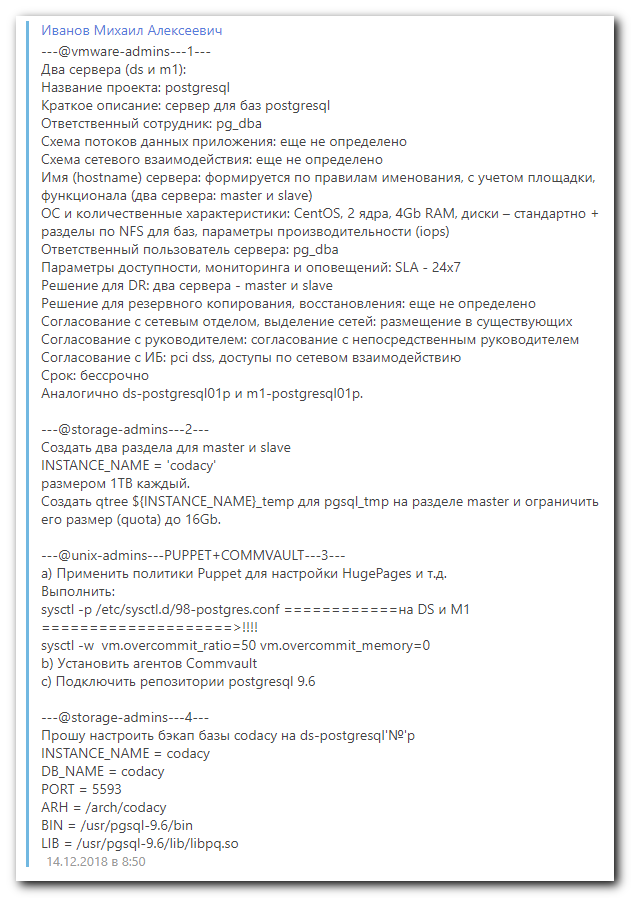 Иванов Михаил Алексеевич
---@vmware-admins---1---
Два сервера (ds и m1):
Название проекта: postgresql
Краткое описание: сервер для баз postgresql
Ответственный сотрудник: pg_dba
Схема потоков данных приложения: еще не определено
Схема сетевого взаимодействия: еще не определено
Имя (hostname) сервера: формируется по правилам именования, с учетом площадки,
функционала (два сервера: master и slave)
ОС и количественные характеристики: CentOS, 2 ядра, 4Gb RAM, диски – стандартно +
разделы по NFS для баз, параметры производительности (iops)
Ответственный пользователь сервера: pg_dba
Параметры доступности, мониторинга и оповещений: SLA - 24x7
Решение для DR: два сервера - master и slave
Решение для резервного копирования, восстановления: еще не определено
Согласование с сетевым отделом, выделение сетей: размещение в существующих
Согласование с руководителем: согласование с непосредственным руководителем
Согласование с ИБ: pci dss, доступы по сетевом взаимодействию
Срок: бессрочно
Аналогично ds-postgresql01p и m1-postgresql01p.
---@storage-admins---2---
Создать два раздела для master и slave
INSTANCE_NAME = 'codacy'
размером 1TB каждый.
Создать qtree ${INSTANCE_NAME}_temp для pgsql_tmp на разделе master и ограничить
его размер (quota) до 16Gb.
---@unix-admins---PUPPET+COMMVAULT---3---
a) Применить политики Puppet для настройки HugePages и т.д.
Выполнить:
sysctl -p /etc/sysctl.d/98-postgres.conf ============на DS и M1
====================>!!!!
sysctl -w  vm.overcommit_ratio=50 vm.overcommit_memory=0
b) Установить агентов Commvault
c) Подключить репозитории postgresql 9.6
---@storage-admins---4---
Прошу настроить бэкап базы codacy на ds-postgresql'№'p
INSTANCE_NAME = codacy
DB_NAME = codacy
PORT = 5593
ARH = /arch/codacy
BIN = /usr/pgsql-9.6/bin
LIB = /usr/pgsql-9.6/lib/libpq.so
14.12.2018 в 8:50